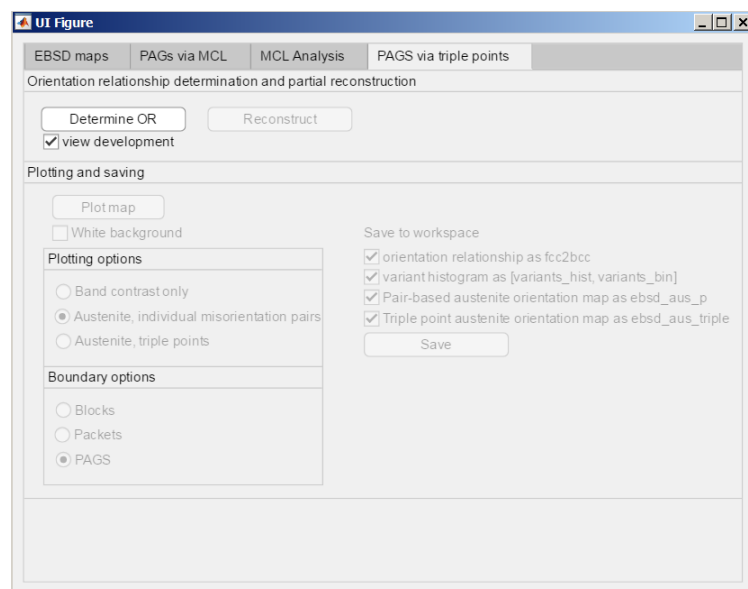 UI Figure
EBSD maps PAGs via MCL MCL Analysis PAGS via triple points
Orientation relationship determination and partial reconstruction
Determine OR Reconstruct
view development
Plotting and saving
Plot map
White background
Plotting options
Band contrast only
Austenite, individual misorientation pairs
Austenite, triple points
Boundary options
Blocks
Packets
PAGS
Save to workspace
orientation relationship as fcc2bcc
variant histogram as [variants_hist, variants_bin]
Pair-based austenite orientation map as ebsd_aus_p
Triple point austenite orientation map as ebsd_aus_triple
Save